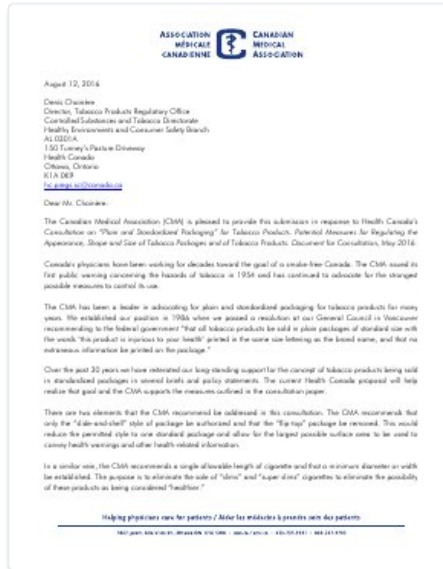 ASSOCIATION MÉDICALE CANADIENNE
CANADIAN MEDICAL ASSOCIATION
August 12, 2016
Denis Choinière
Director, Tobacco Products Regulatory Office
Controlled Substances and Tobacco Directorate
Healthy Environments and Consumer Safety Branch
AL 0301A
150 Tunney's Pasture Driveway
Health Canada
Ottawa, Ontario
K1A 0K9
Dear Mr. Choinière:
The Canadian Medical Association (CMA) is pleased to provide this submission in response to Health Canada's
Consultation on "Plain and Standardized Packaging" for Tobacco Products. Potential Measures for Regulating the
Appearance, Shape and Size of Tobacco Packages and of Tobacco Products. Document for Consultation, May 2016.
Canada's physicians have been working for decades toward the goal of a smoke-free Canada. The CMA issued its
first public warning concerning the hazards of tobacco in 1954 and has continued to advocate for the strongest
possible measures to control its use.
The CMA has been a leader in advocating for plain and standardized packaging for tobacco products for many
years. We established our position in 1986 when we passed a resolution at our General Council in Vancouver
recommending to the federal government "that all tobacco products be sold in plain packages of standard size with
the words 'this product is injurious to your health' printed in the same size lettering as the brand name, and that no
extraneous information be printed on the package."
Over the past 30 years we have reiterated our long-standing support for the concept of tobacco products being sold
in standardized packages in several briefs and policy statements. The current Health Canada proposal will help
realize that goal and the CMA supports the measures outlined in the consultation paper.
There are two elements that the CMA recommend be addressed in this consultation. The CMA recommends that
only the "slide-and-shell" style of package be authorized and that the "flip top" package be removed. This would
reduce the permitted style to one standard package and allow for the largest possible surface area to be used to
convey health warnings and other health-related information.
In a similar vein, the CMA recommends a single allowable length of cigarette and that a minimum diameter or width
be established. The purpose is to eliminate the sale of "slims" and "super slims" cigarettes to eliminate the possibility
of these products as being considered "healthier."
Helping physicians care for patients / Aider les médecins à prendre soin des patients